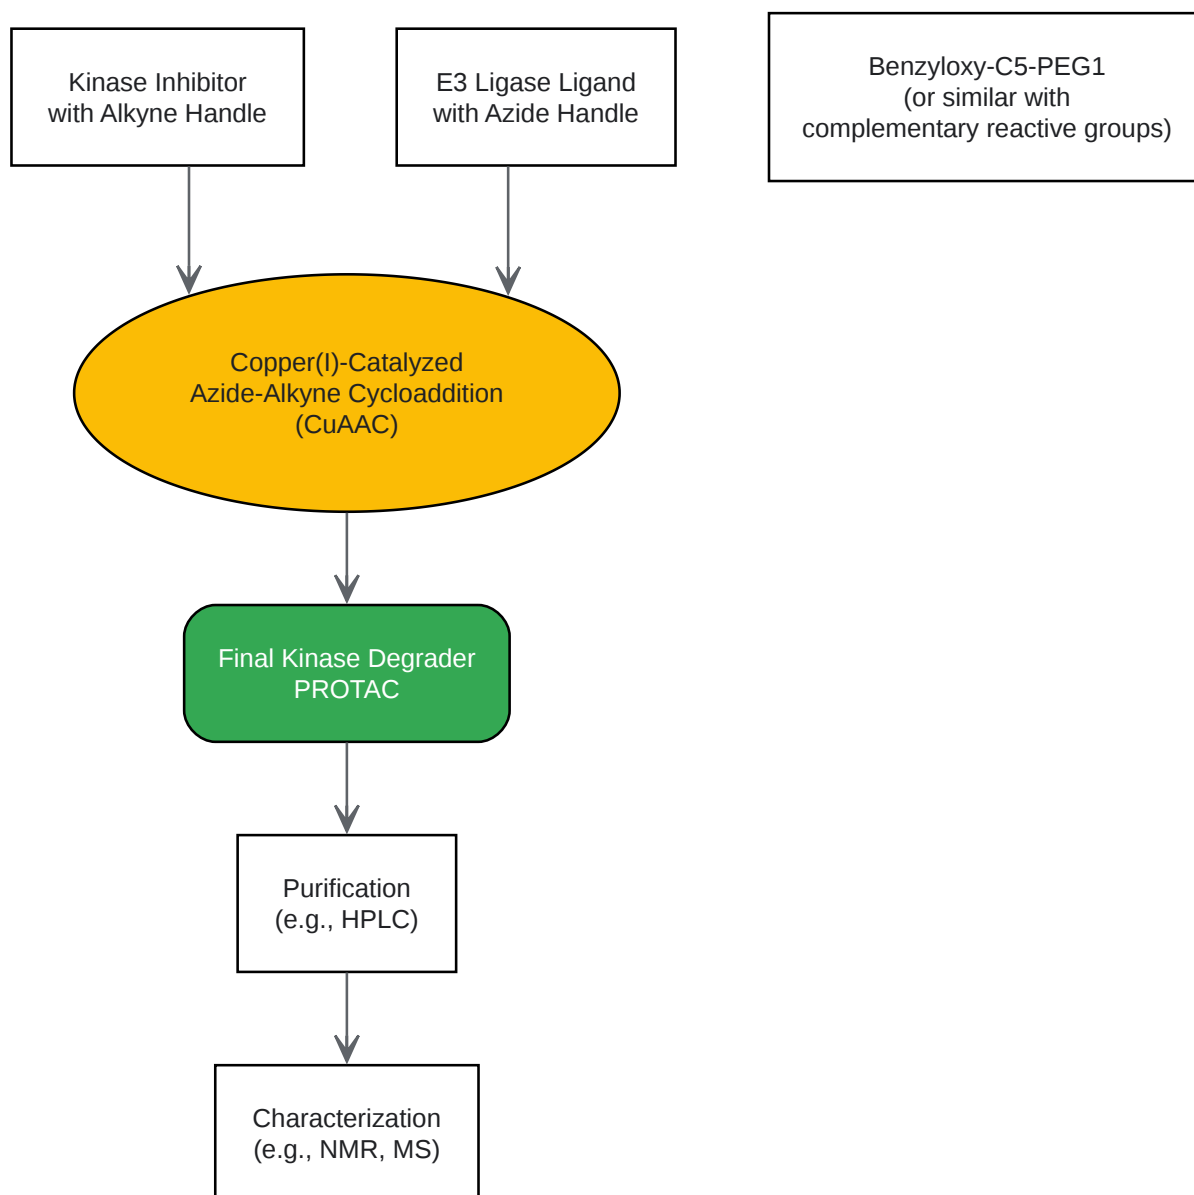 Kinase Inhibitor
with Alkyne Handle
E3 Ligase Ligand
with Azide Handle
Benzyloxy-C5-PEG1
(or similar with
complementary reactive groups)
Copper(I)-Catalyzed
Azide-Alkyne Cycloaddition
(CuAAC)
Final Kinase Degrader
PROTAC
Purification
(e.g., HPLC)
Characterization
(e.g., NMR, MS)